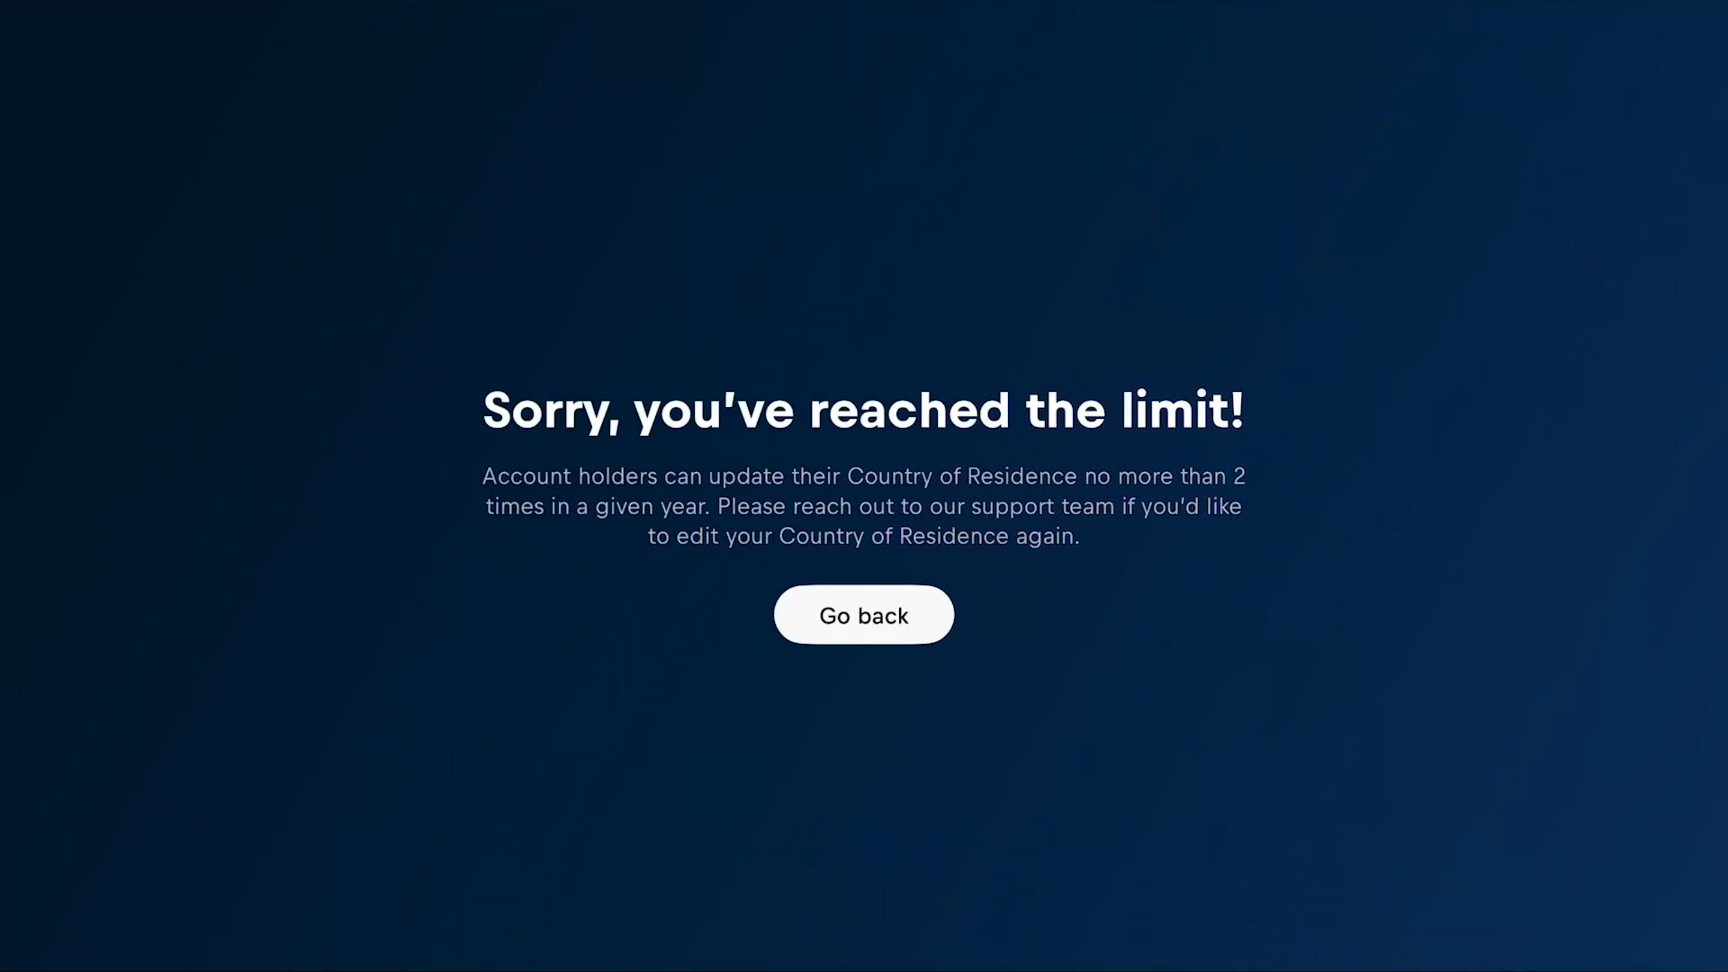 Sorry, you’ve reached the limit!
Account holders can update their Country of Residence no more than 2
times in a given year. Please reach out to our support team if you’d like
to edit your Country of Residence again.
Go back